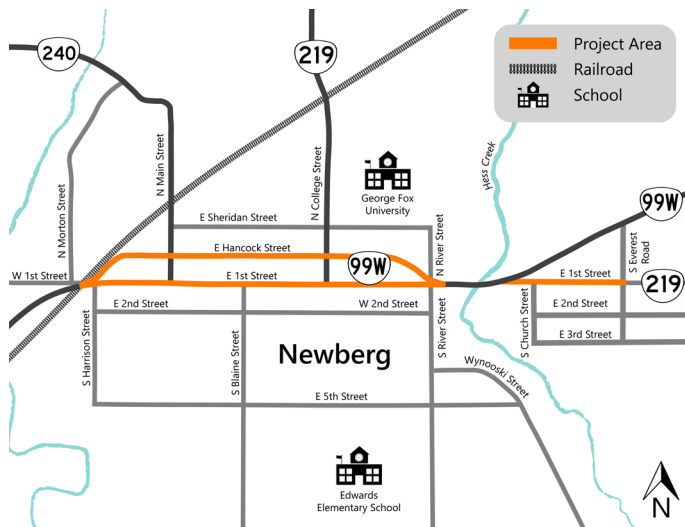 240
219
Project Area
Railroad
School
N Main Street
N College Street
Hess Creek
George Fox
University
N Morton Street
E Sheridan Street
N River Street
99W
S Everest
Road
E Hancock Street
W 1st Street
E 1st Street
99W
E 1st Street
219
E 2nd Street
W 2nd Street
E 2nd Street
S Harrison Street
S Blaine Street
S River Street
S Church Street
E 3rd Street
Newberg
Wynooski Street
E 5th Street
Edwards
Elementary School
N